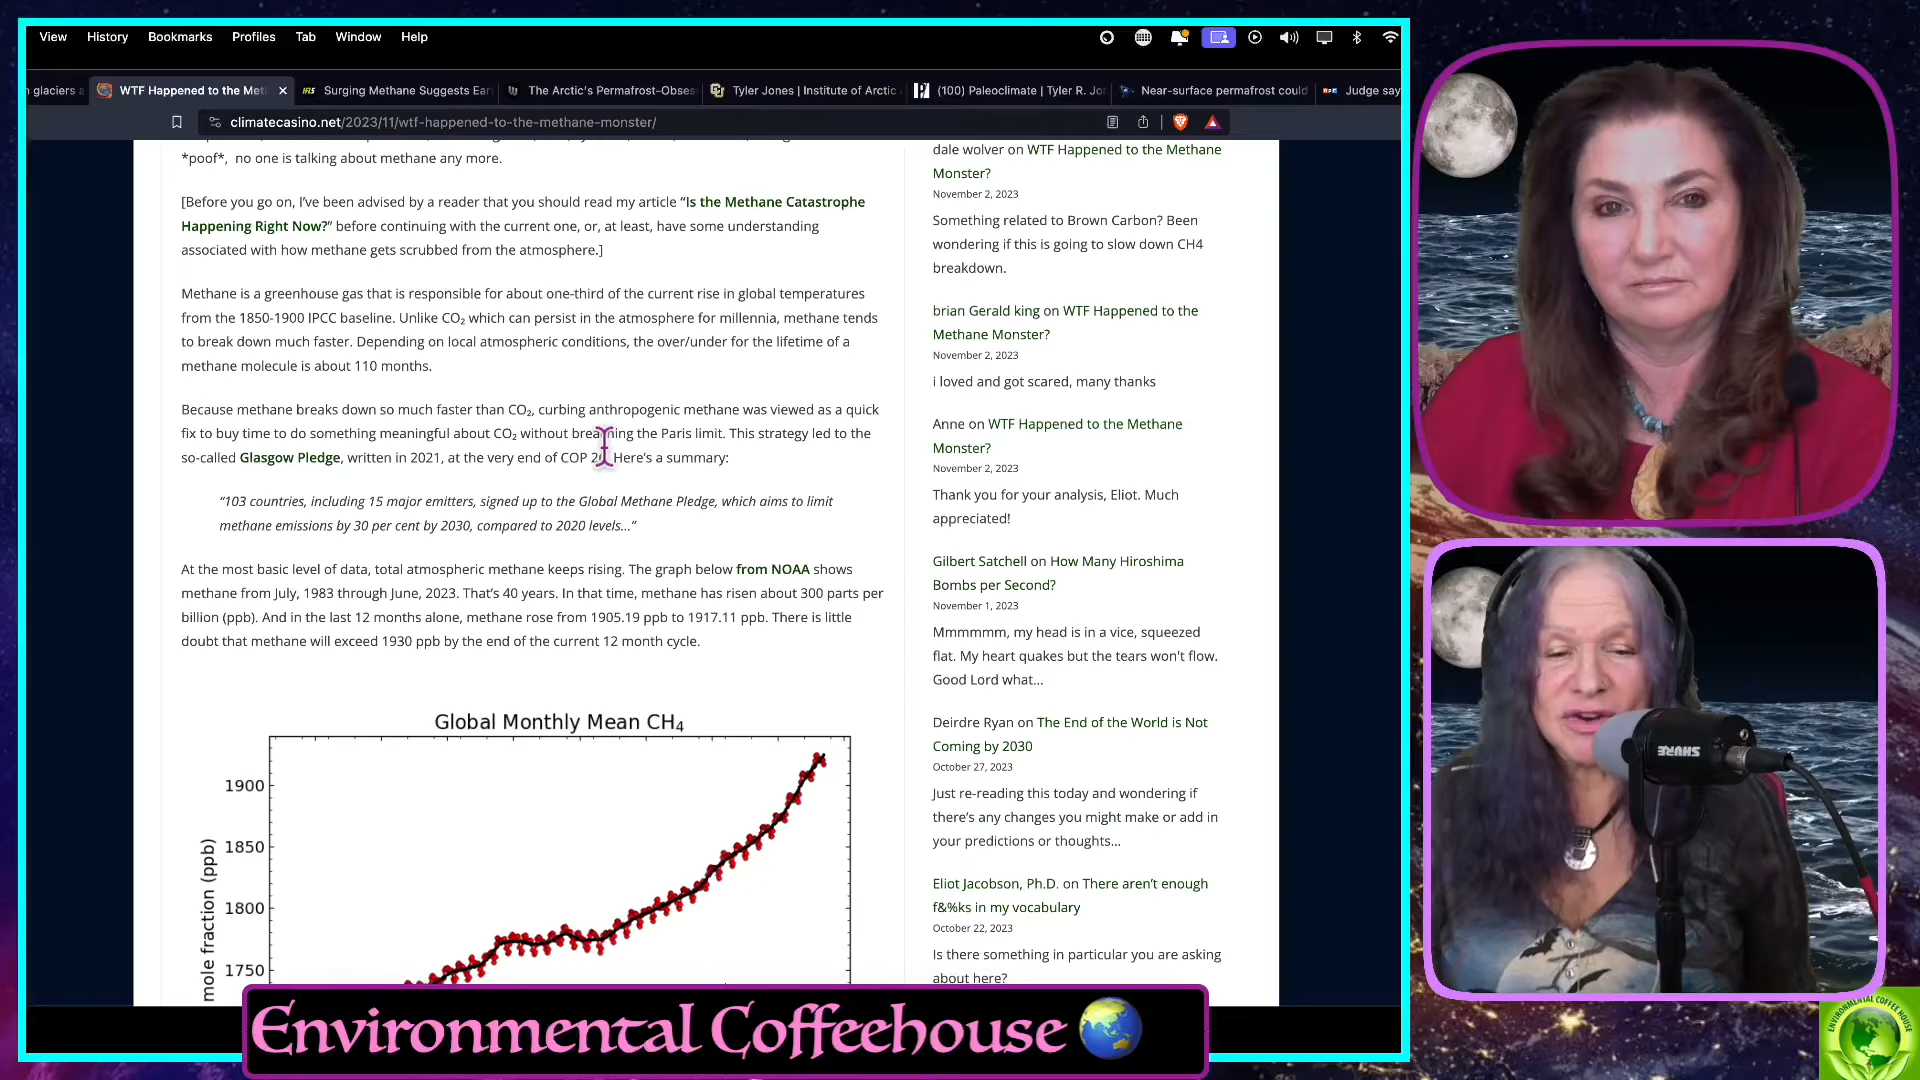 View History Bookmarks Profiles Tab Window Help
WTF Happened to the Met
Surging Methane Suggests Ear
The Arctic's Permafrost-Obses
Tyler Jones | Institute of Arctic
(100) Paleoclimate | Tyler R. Jo
Near-surface permafrost could
Judge say
climatecasino.net/2023/11/wtf-happened-to-the-methane-monster/
*poof*, no one is talking about methane any more.
[Before you go on, I've been advised by a reader that you should read my article "Is the Methane Catastrophe
Happening Right Now?" before continuing with the current one, or, at least, have some understanding
associated with how methane gets scrubbed from the atmosphere.]
Methane is a greenhouse gas that is responsible for about one-third of the current rise in global temperatures
from the 1850-1900 IPCC baseline. Unlike CO₂ which can persist in the atmosphere for millennia, methane tends
to break down much faster. Depending on local atmospheric conditions, the over/under for the lifetime of a
methane molecule is about 110 months.
Because methane breaks down so much faster than CO₂, curbing anthropogenic methane was viewed as a quick
fix to buy time to do something meaningful about CO₂ without breaching the Paris limit. This strategy led to the
so-called Glasgow Pledge, written in 2021, at the very end of COP Here's a summary:
"103 countries, including 15 major emitters, signed up to the Global Methane Pledge, which aims to limit
methane emissions by 30 per cent by 2030, compared to 2020 levels…"
At the most basic level of data, total atmospheric methane keeps rising. The graph below from NOAA shows
methane from July, 1983 through June, 2023. That's 40 years. In that time, methane has risen about 300 parts per
billion (ppb). And in the last 12 months alone, methane rose from 1905.19 ppb to 1917.11 ppb. There is little
doubt that methane will exceed 1930 ppb by the end of the current 12 month cycle.
Global Monthly Mean CH₄
1900
1850
1800
1750
mole fraction (ppb)
dale wolver on WTF Happened to the Methane
Monster?
November 2, 2023
Something related to Brown Carbon? Been
wondering if this is going to slow down CH4
breakdown.
brian Gerald king on WTF Happened to the
Methane Monster?
November 2, 2023
i loved and got scared, many thanks
Anne on WTF Happened to the Methane
Monster?
November 2, 2023
Thank you for your analysis, Eliot. Much
appreciated!
Gilbert Satchell on How Many Hiroshima
Bombs per Second?
November 1, 2023
Mmmmmm, my head is in a vice, squeezed
flat. My heart quakes but the tears won't flow.
Good Lord what…
Deirdre Ryan on The End of the World is Not
Coming by 2030
October 27, 2023
Just re-reading this today and wondering if
there's any changes you might make or add in
your predictions or thoughts…
Eliot Jacobson, Ph.D. on There aren't enough
f&%ks in my vocabulary
October 22, 2023
Is there something in particular you are asking
about here?
SHURE
Environmental Coffeehouse
ENVIRONMENTAL COFFEE HOUSE